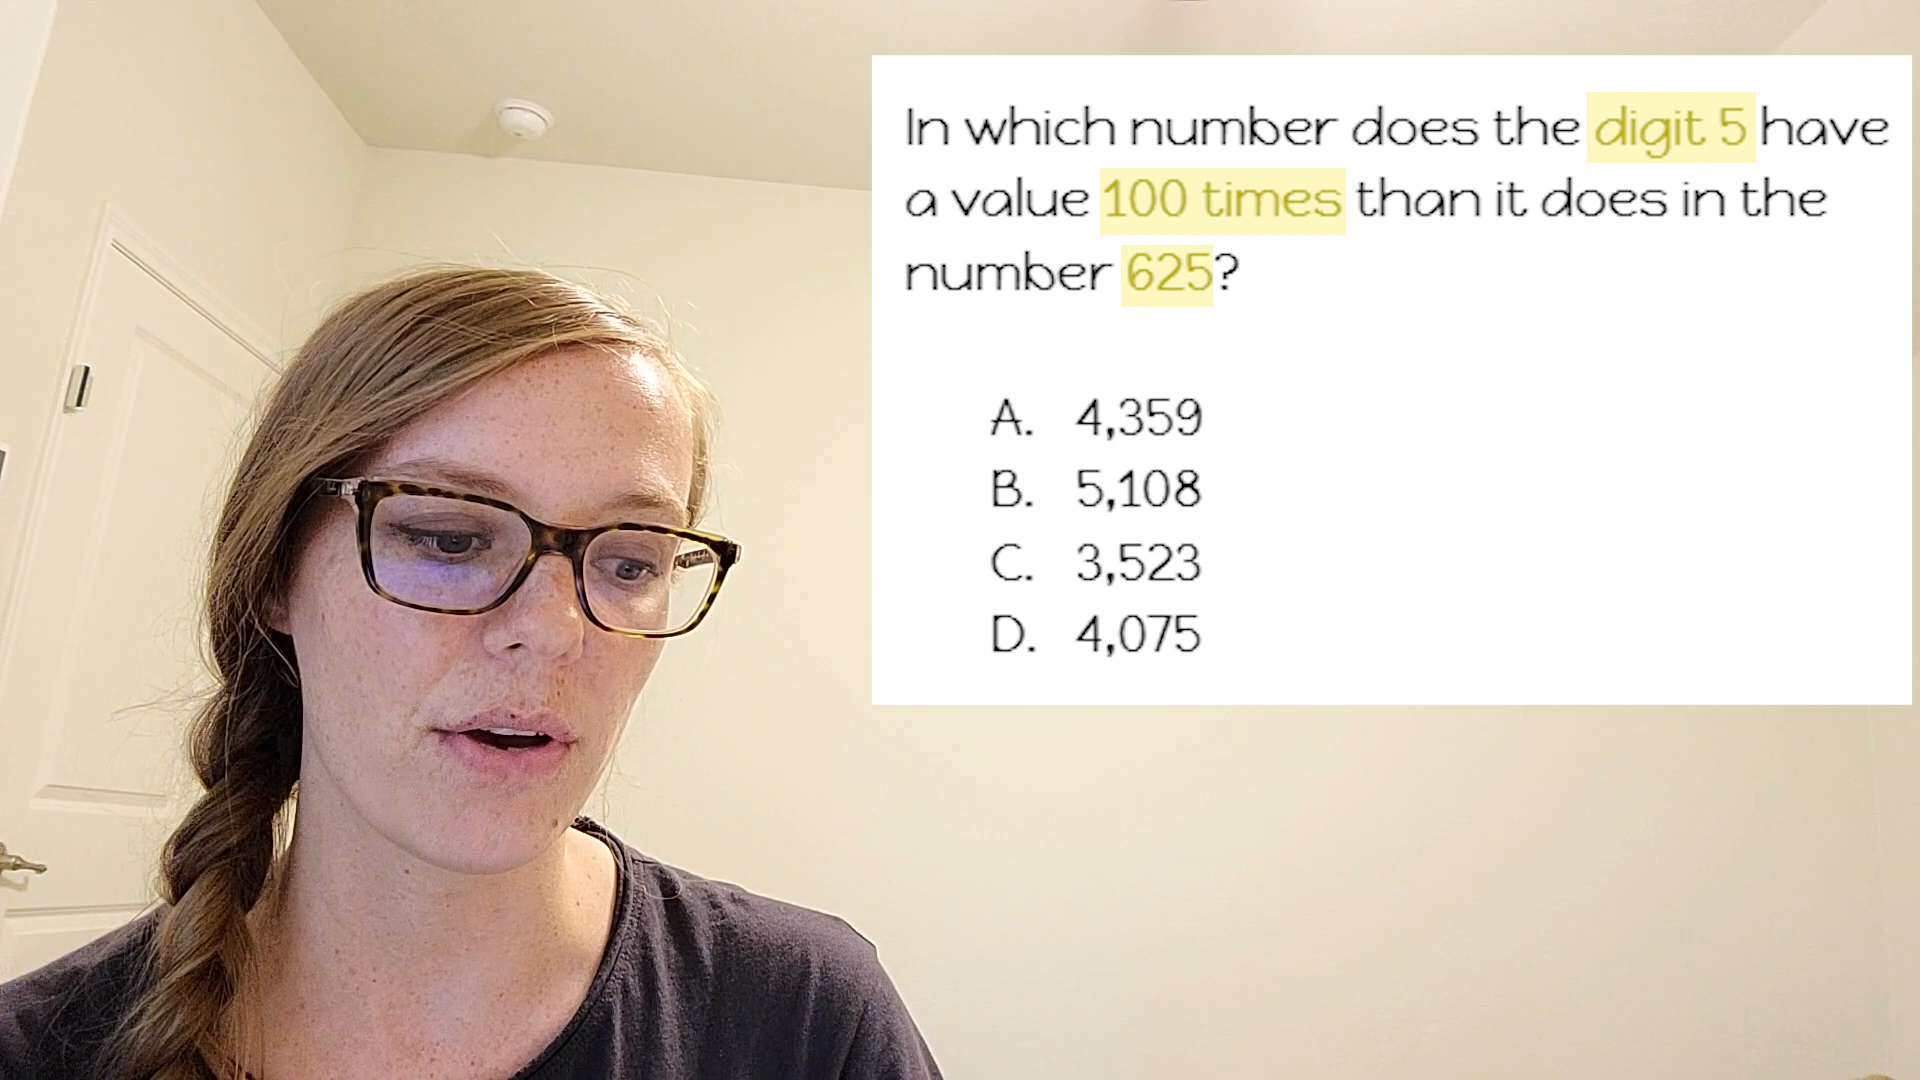 In which number does the digit 5 have
a value 100 times than it does in the
number 625?
A. 4,359
B. 5,108
C. 3,523
D. 4,075